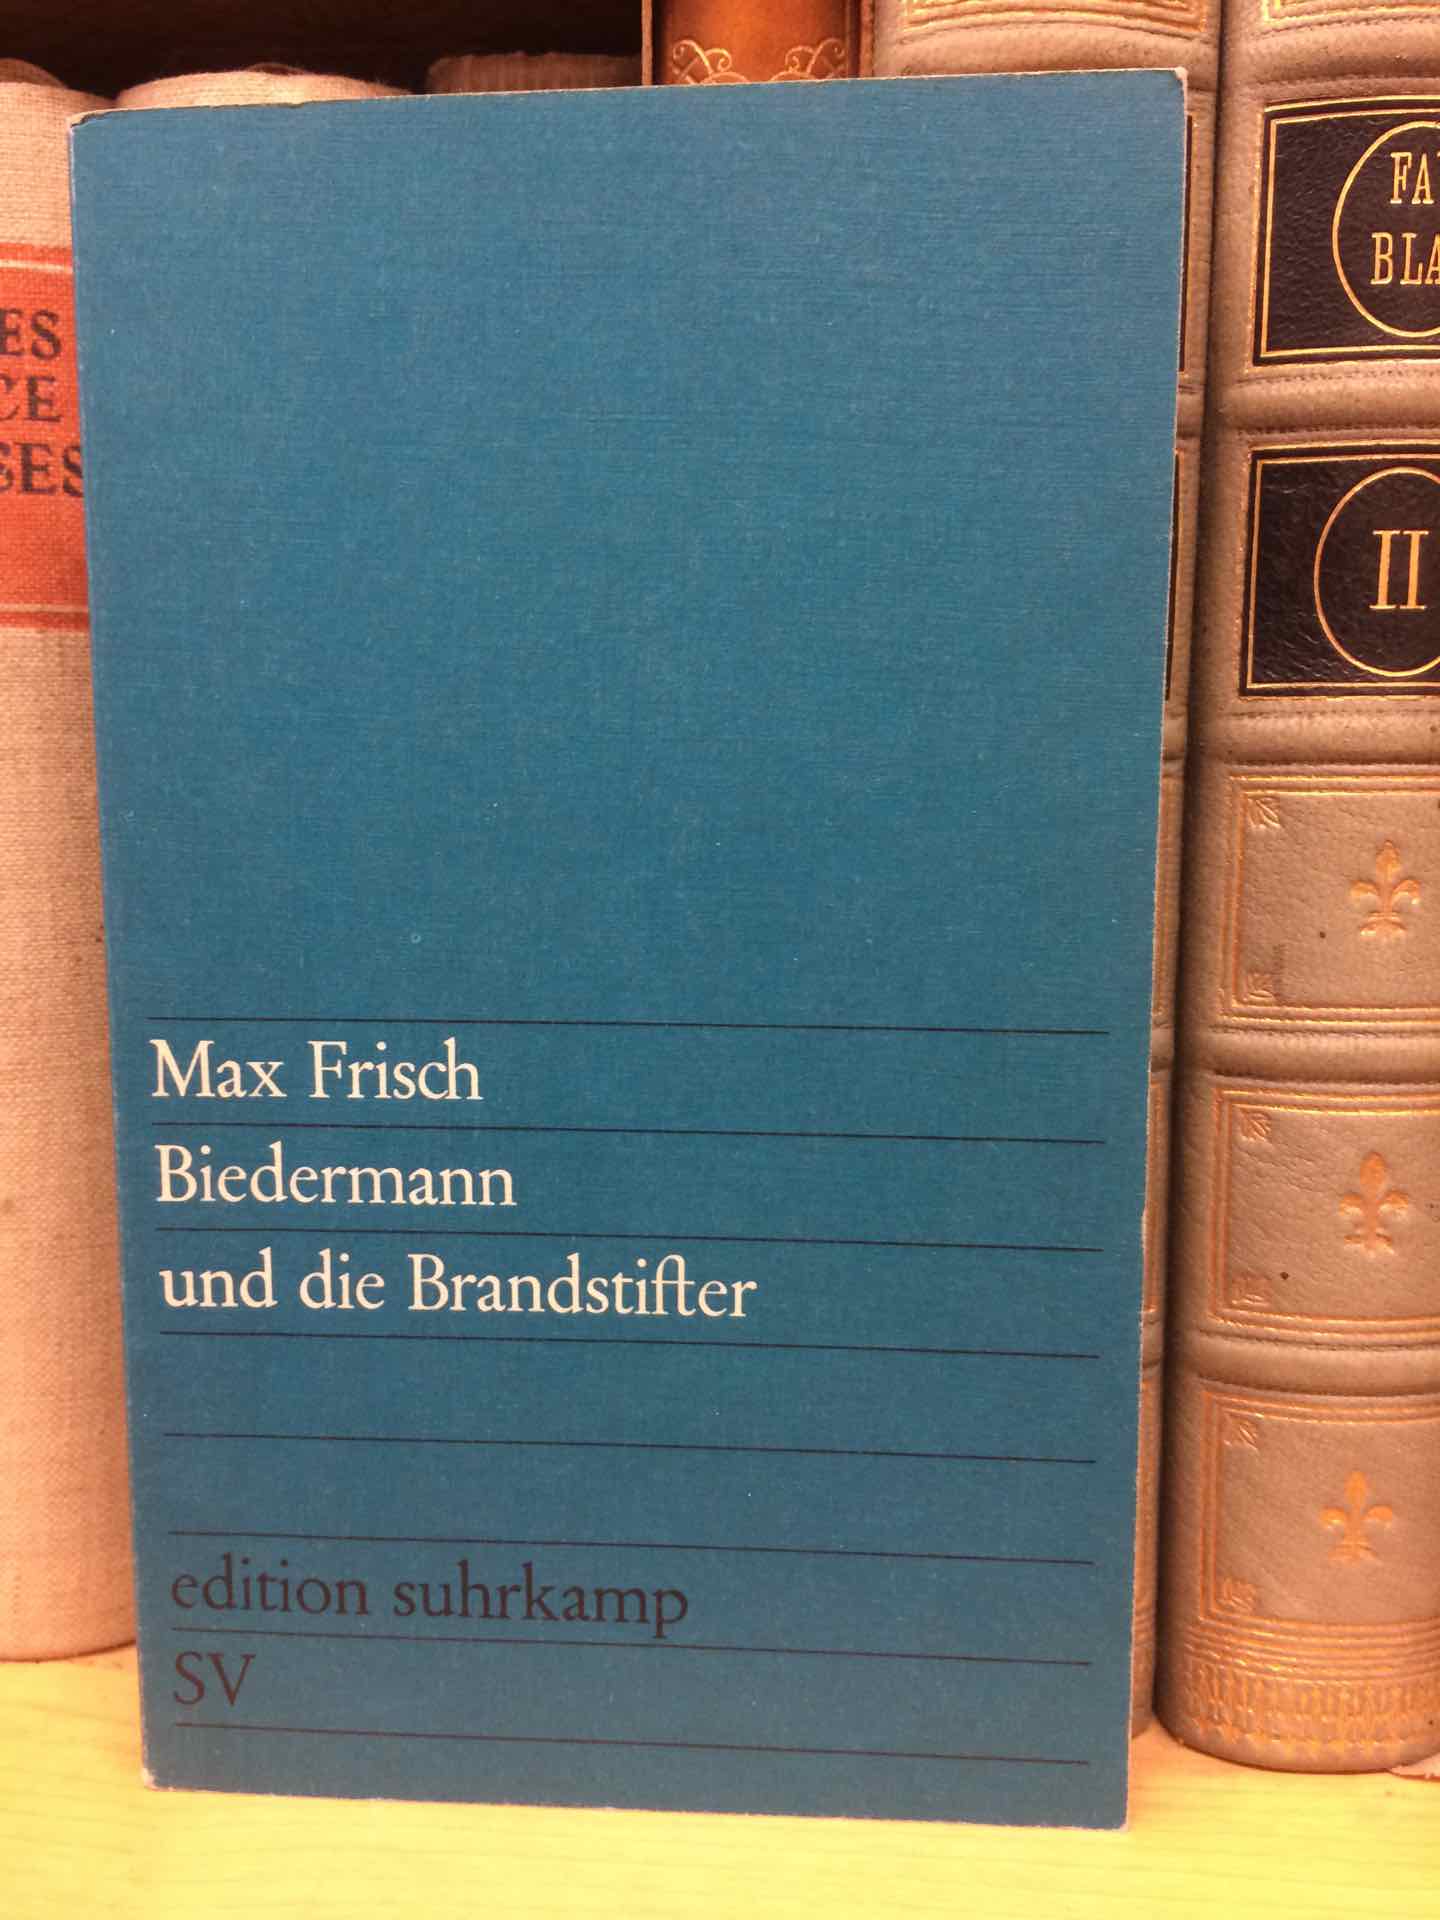 Max Frisch
Biedermann
und die Brandstifter
edition suhrkamp
SV
II